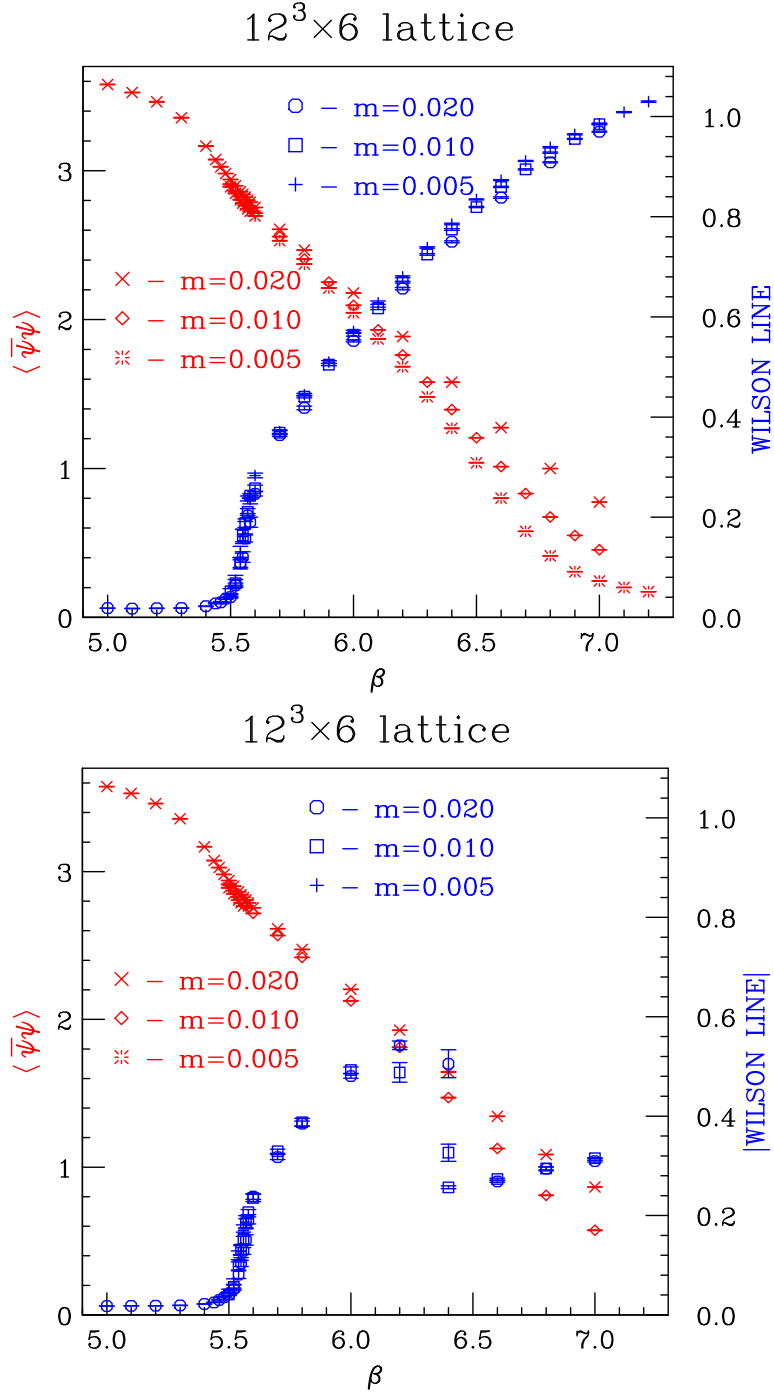 12³×6 lattice
○ – m=0.020
□ – m=0.010
+ – m=0.005
× – m=0.020
◇ – m=0.010
⁜ – m=0.005
⟨ψ̅ψ⟩
0
1
2
3
WILSON LINE
0.0
0.2
0.4
0.6
0.8
1.0
5.0 5.5 6.0 6.5 7.0
β
12³×6 lattice
○ – m=0.020
□ – m=0.010
+ – m=0.005
× – m=0.020
◇ – m=0.010
⁜ – m=0.005
⟨ψ̅ψ⟩
0
1
2
3
|WILSON LINE|
0.0
0.2
0.4
0.6
0.8
1.0
5.0 5.5 6.0 6.5 7.0
β